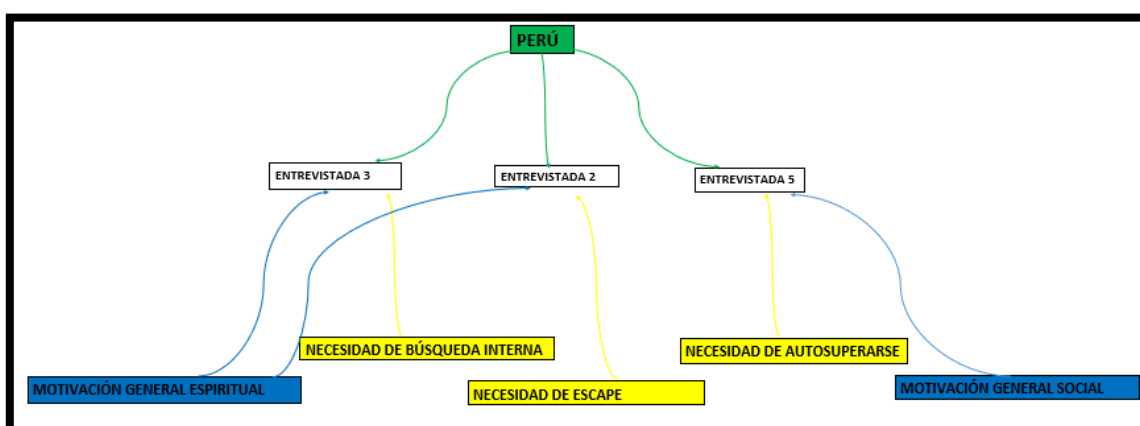 PERÚ
ENTREVISTADA 3
ENTREVISTADA 2
ENTREVISTADA 5
NECESIDAD DE BÚSQUEDA INTERNA
NECESIDAD DE AUTOSUPERARSE
MOTIVACIÓN GENERAL ESPIRITUAL
NECESIDAD DE ESCAPE
MOTIVACIÓN GENERAL SOCIAL